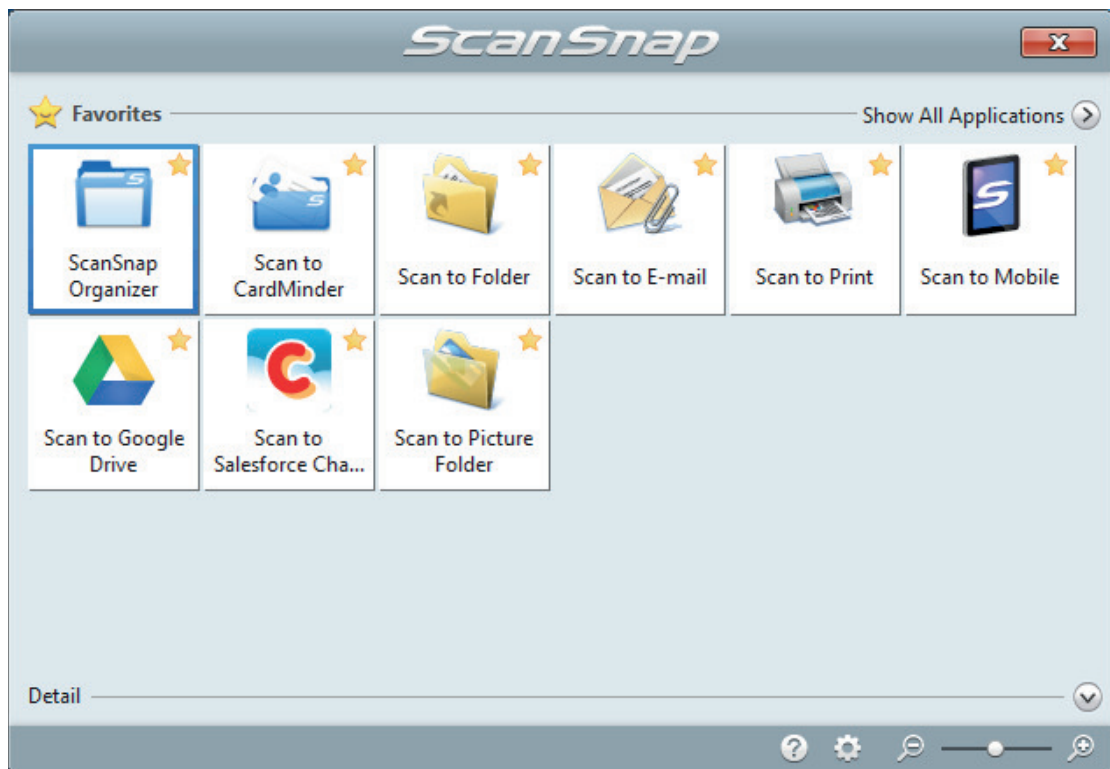 ScanSnap
Favorites
Show All Applications
ScanSnap
Organizer
Scan to
CardMinder
Scan to Folder
Scan to E-mail
Scan to Print
Scan to Mobile
Scan to Google
Drive
Scan to
Salesforce Cha...
Scan to Picture
Folder
Detail